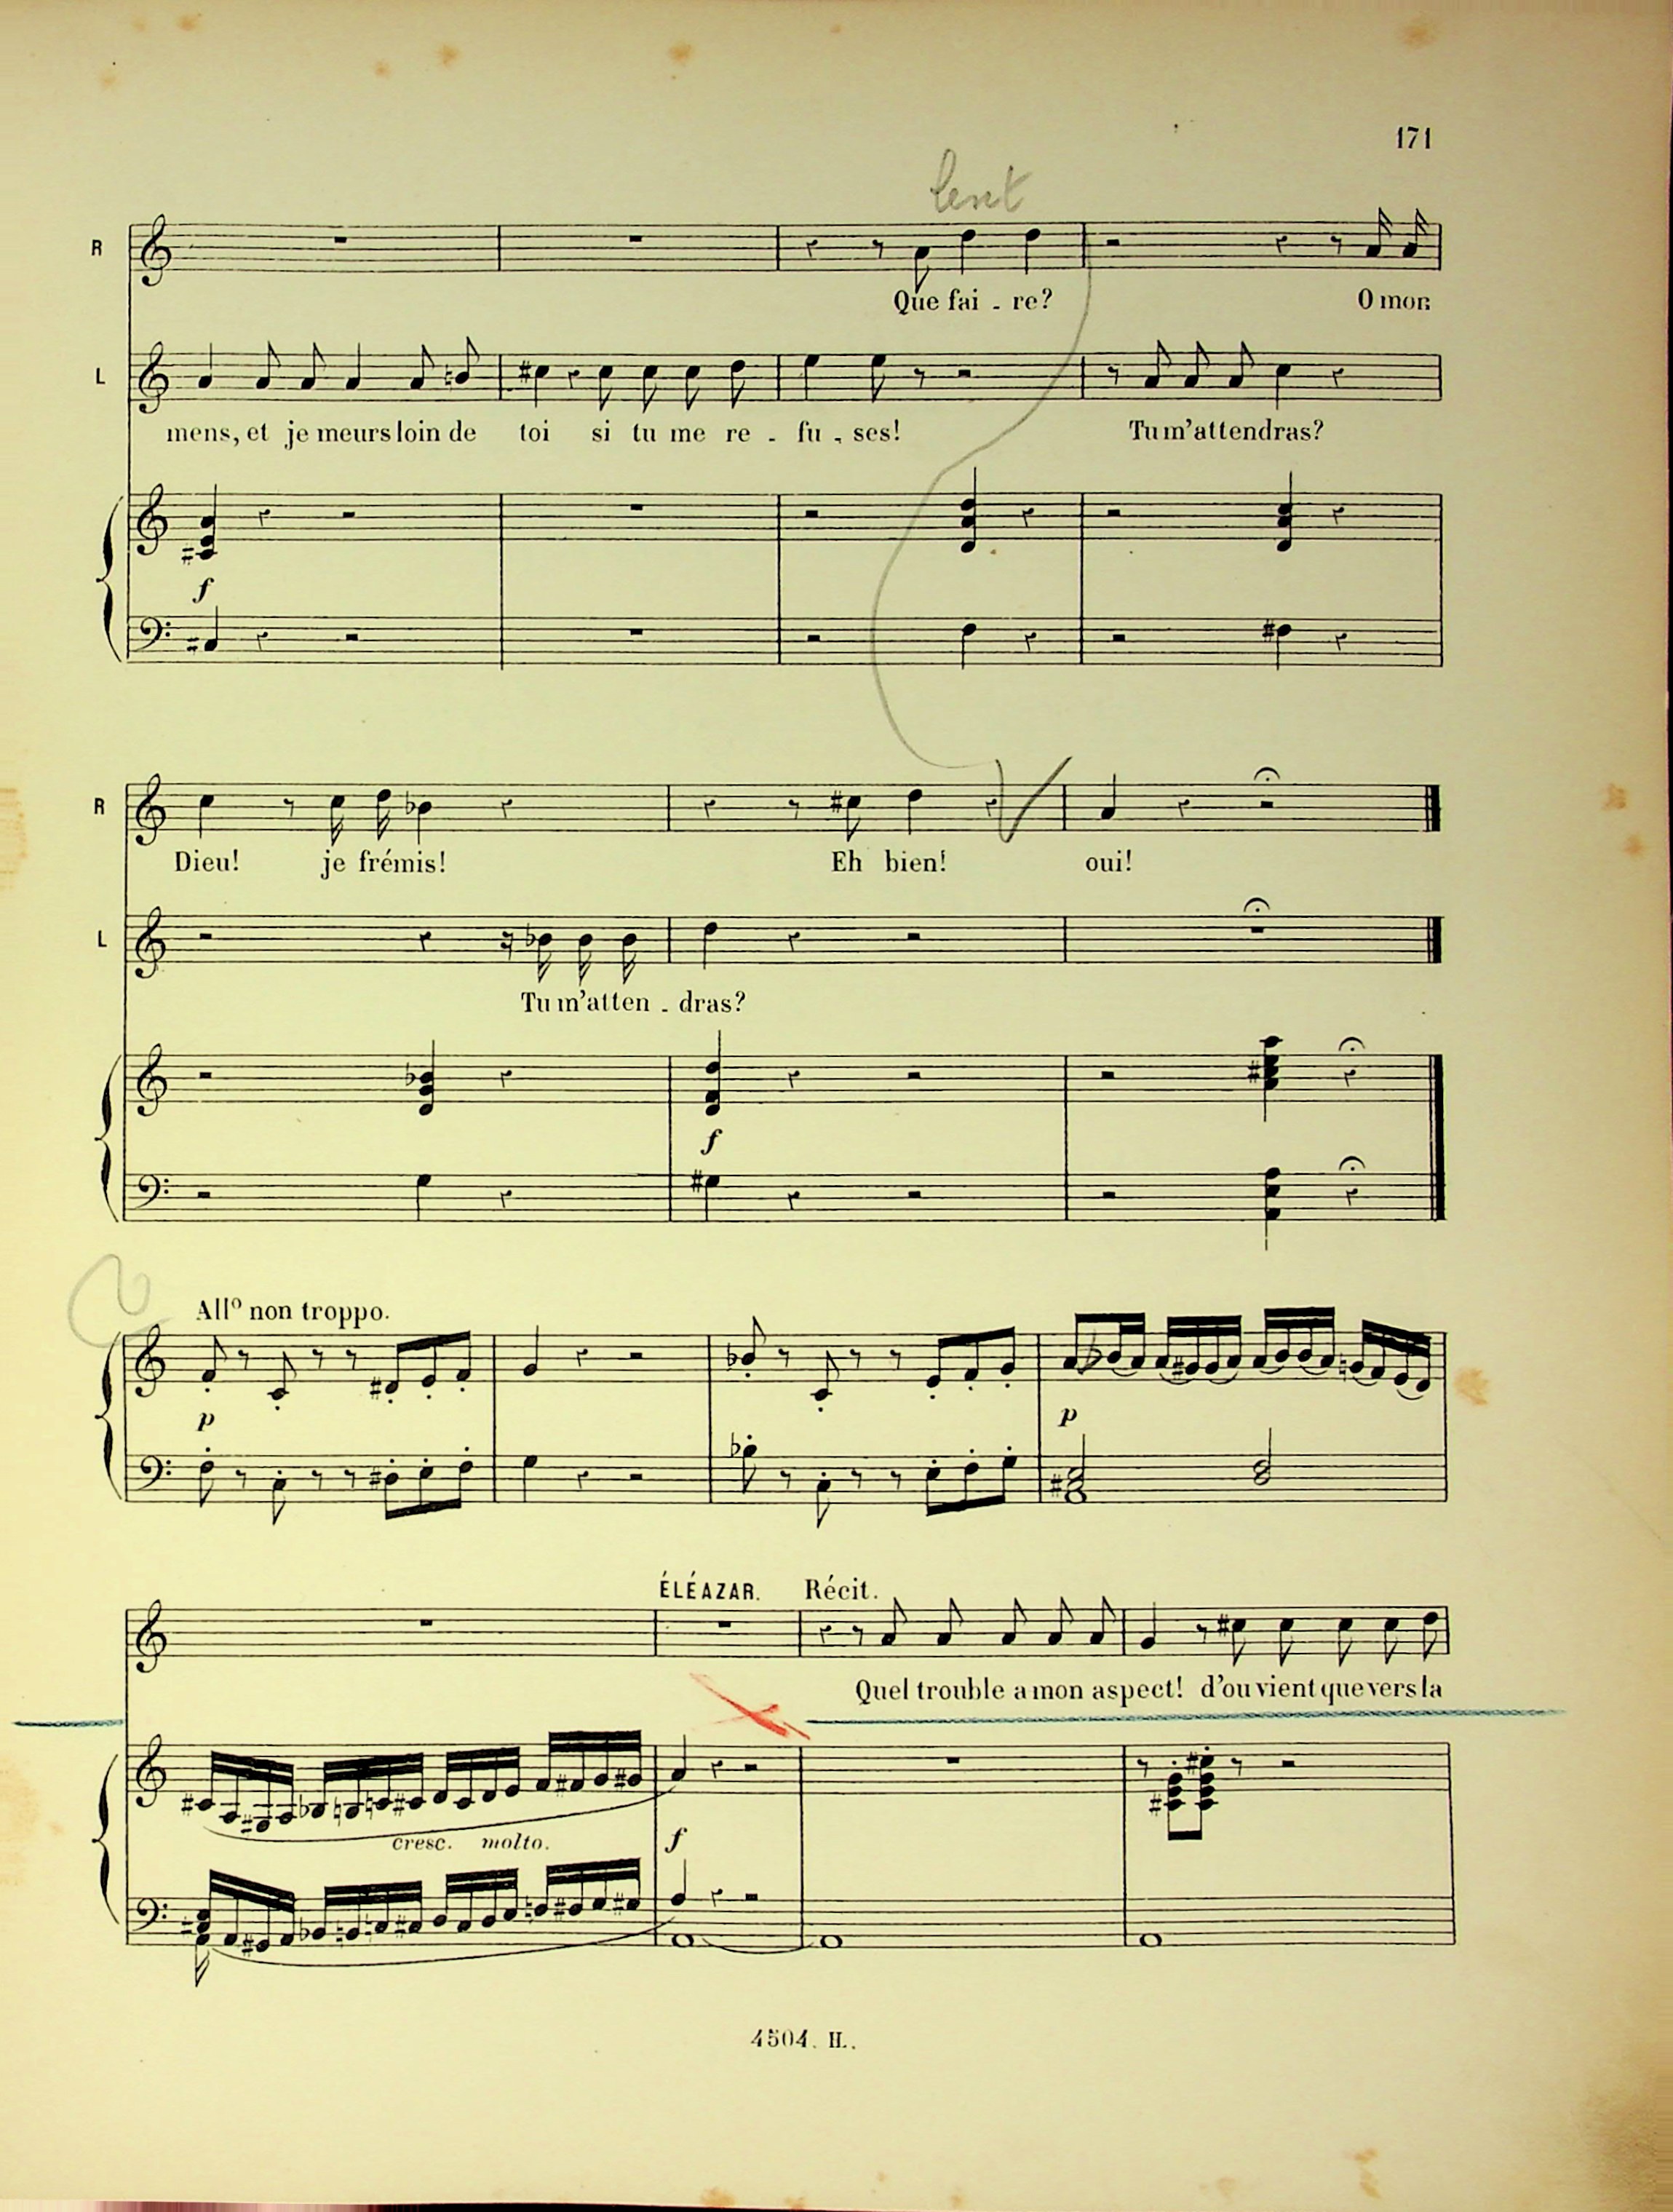 171
lent
R
Que fai - re? O mon
L
mens, et je meurs loin de toi si tu me re - fu - ses! Tu m'attendras?
f
R
Dieu! je frémis! Eh bien! oui!
L
Tu m'atten - dras?
f
Allº non troppo.
p
p
ÉLÉAZAR. Récit.
Quel trouble a mon aspect! d'ou vient que vers la
cresc. molto. f
4504. H.